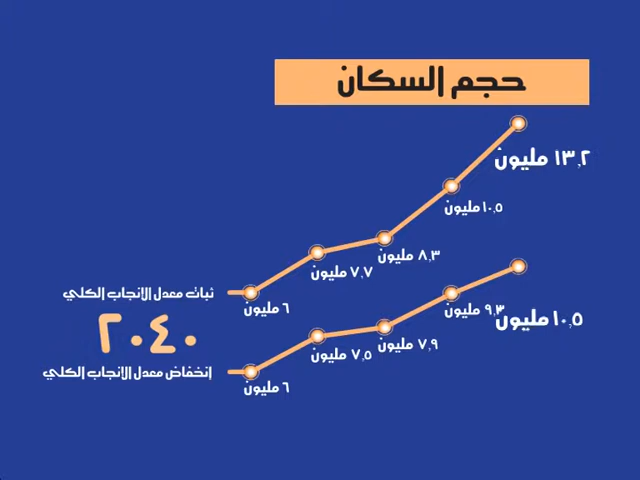 حجم السكان
١٣,٢ مليون
١٠,٥ مليون
٨,٣ مليون
٧,٧ مليون
ثبات معدل الانجاب الكلي
٦ مليون
٢٠٤٠
٩,٣ مليون
١٠,٥ مليون
٧,٩ مليون
٧,٥ مليون
انخفاض معدل الانجاب الكلي
٦ مليون